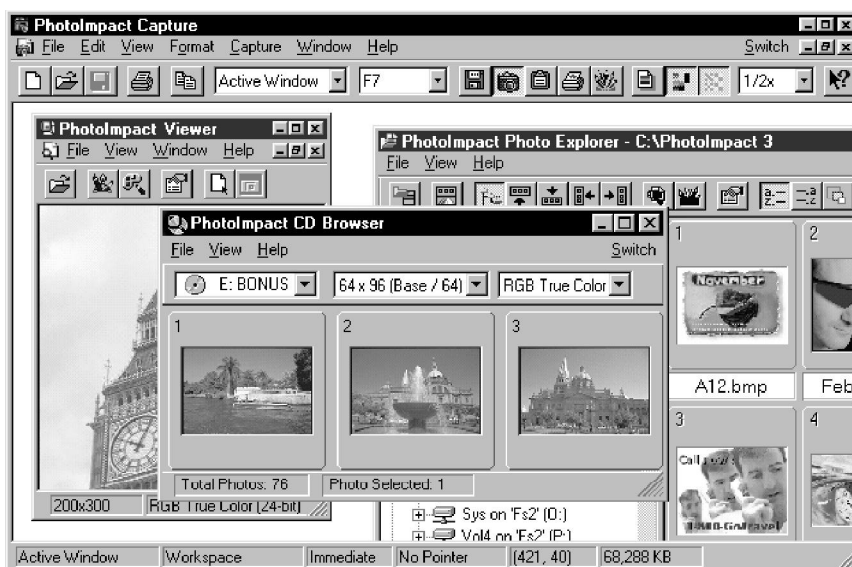 PhotoImpact Capture
File Edit View Format Capture Window Help Switch
Active Window F7 1/2x
PhotoImpact Viewer
File View Window Help
PhotoImpact Photo Explorer - C:\PhotoImpact 3
File View Help
PhotoImpact CD Browser
File View Help Switch
E: BONUS 64 x 96 (Base / 64) RGB True Color
1 2 3
Total Photos: 76 Photo Selected: 1
200x300 RGB True Color (24-bit)
1 2
November
A12.bmp Feb
3 4
Call now:
Sys on 'Fs2' (O:)
Vol4 on 'Fs2' (P:)
Active Window Workspace Immediate No Pointer (421, 40) 68,288 KB